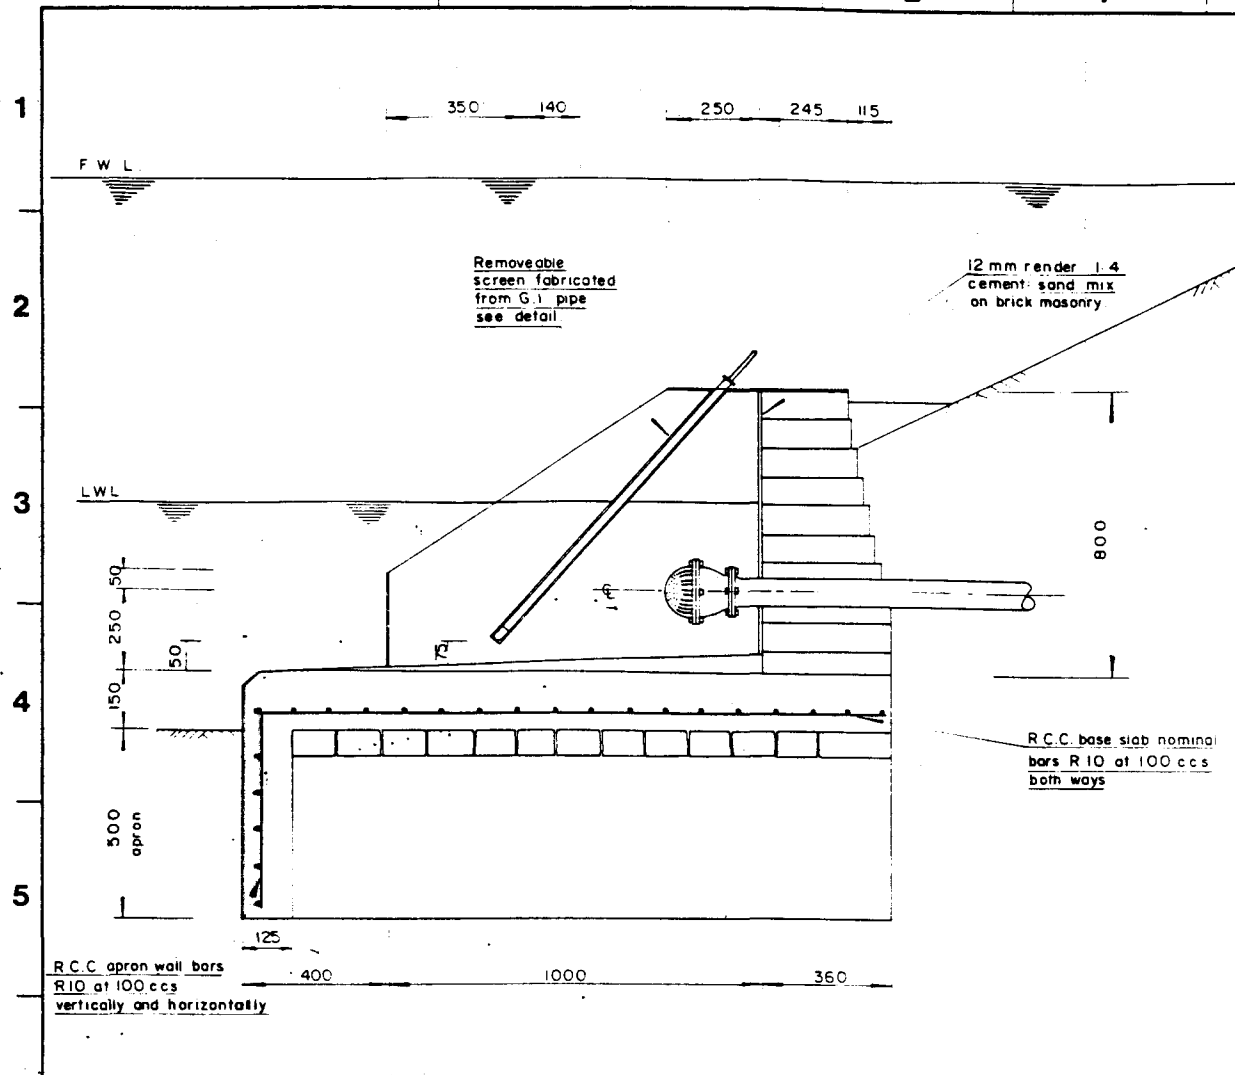 1
350 140 250 245 115
F W L
Removeable
screen fabricated
from G.I pipe
see detail
12 mm render 1:4
cement: sand mix
on brick masonry
2
LWL
3
800
50
250
50
75
℄
150
4
R.C.C. base slab nominal
bars R 10 at 100 ccs
both ways
500
apron
5
125
R.C.C apron wall bars
R10 at 100 ccs
vertically and horizontally
400 1000 360